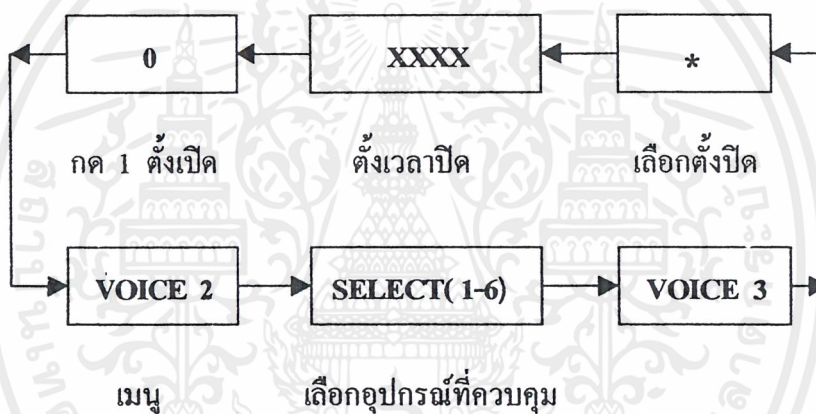 0 XXXX *
กด 1 ตั้งเปิด ตั้งเวลาปิด เลือกตั้งปิด
VOICE 2 SELECT( 1-6) VOICE 3
เมนู เลือกอุปกรณ์ที่ควบคุม